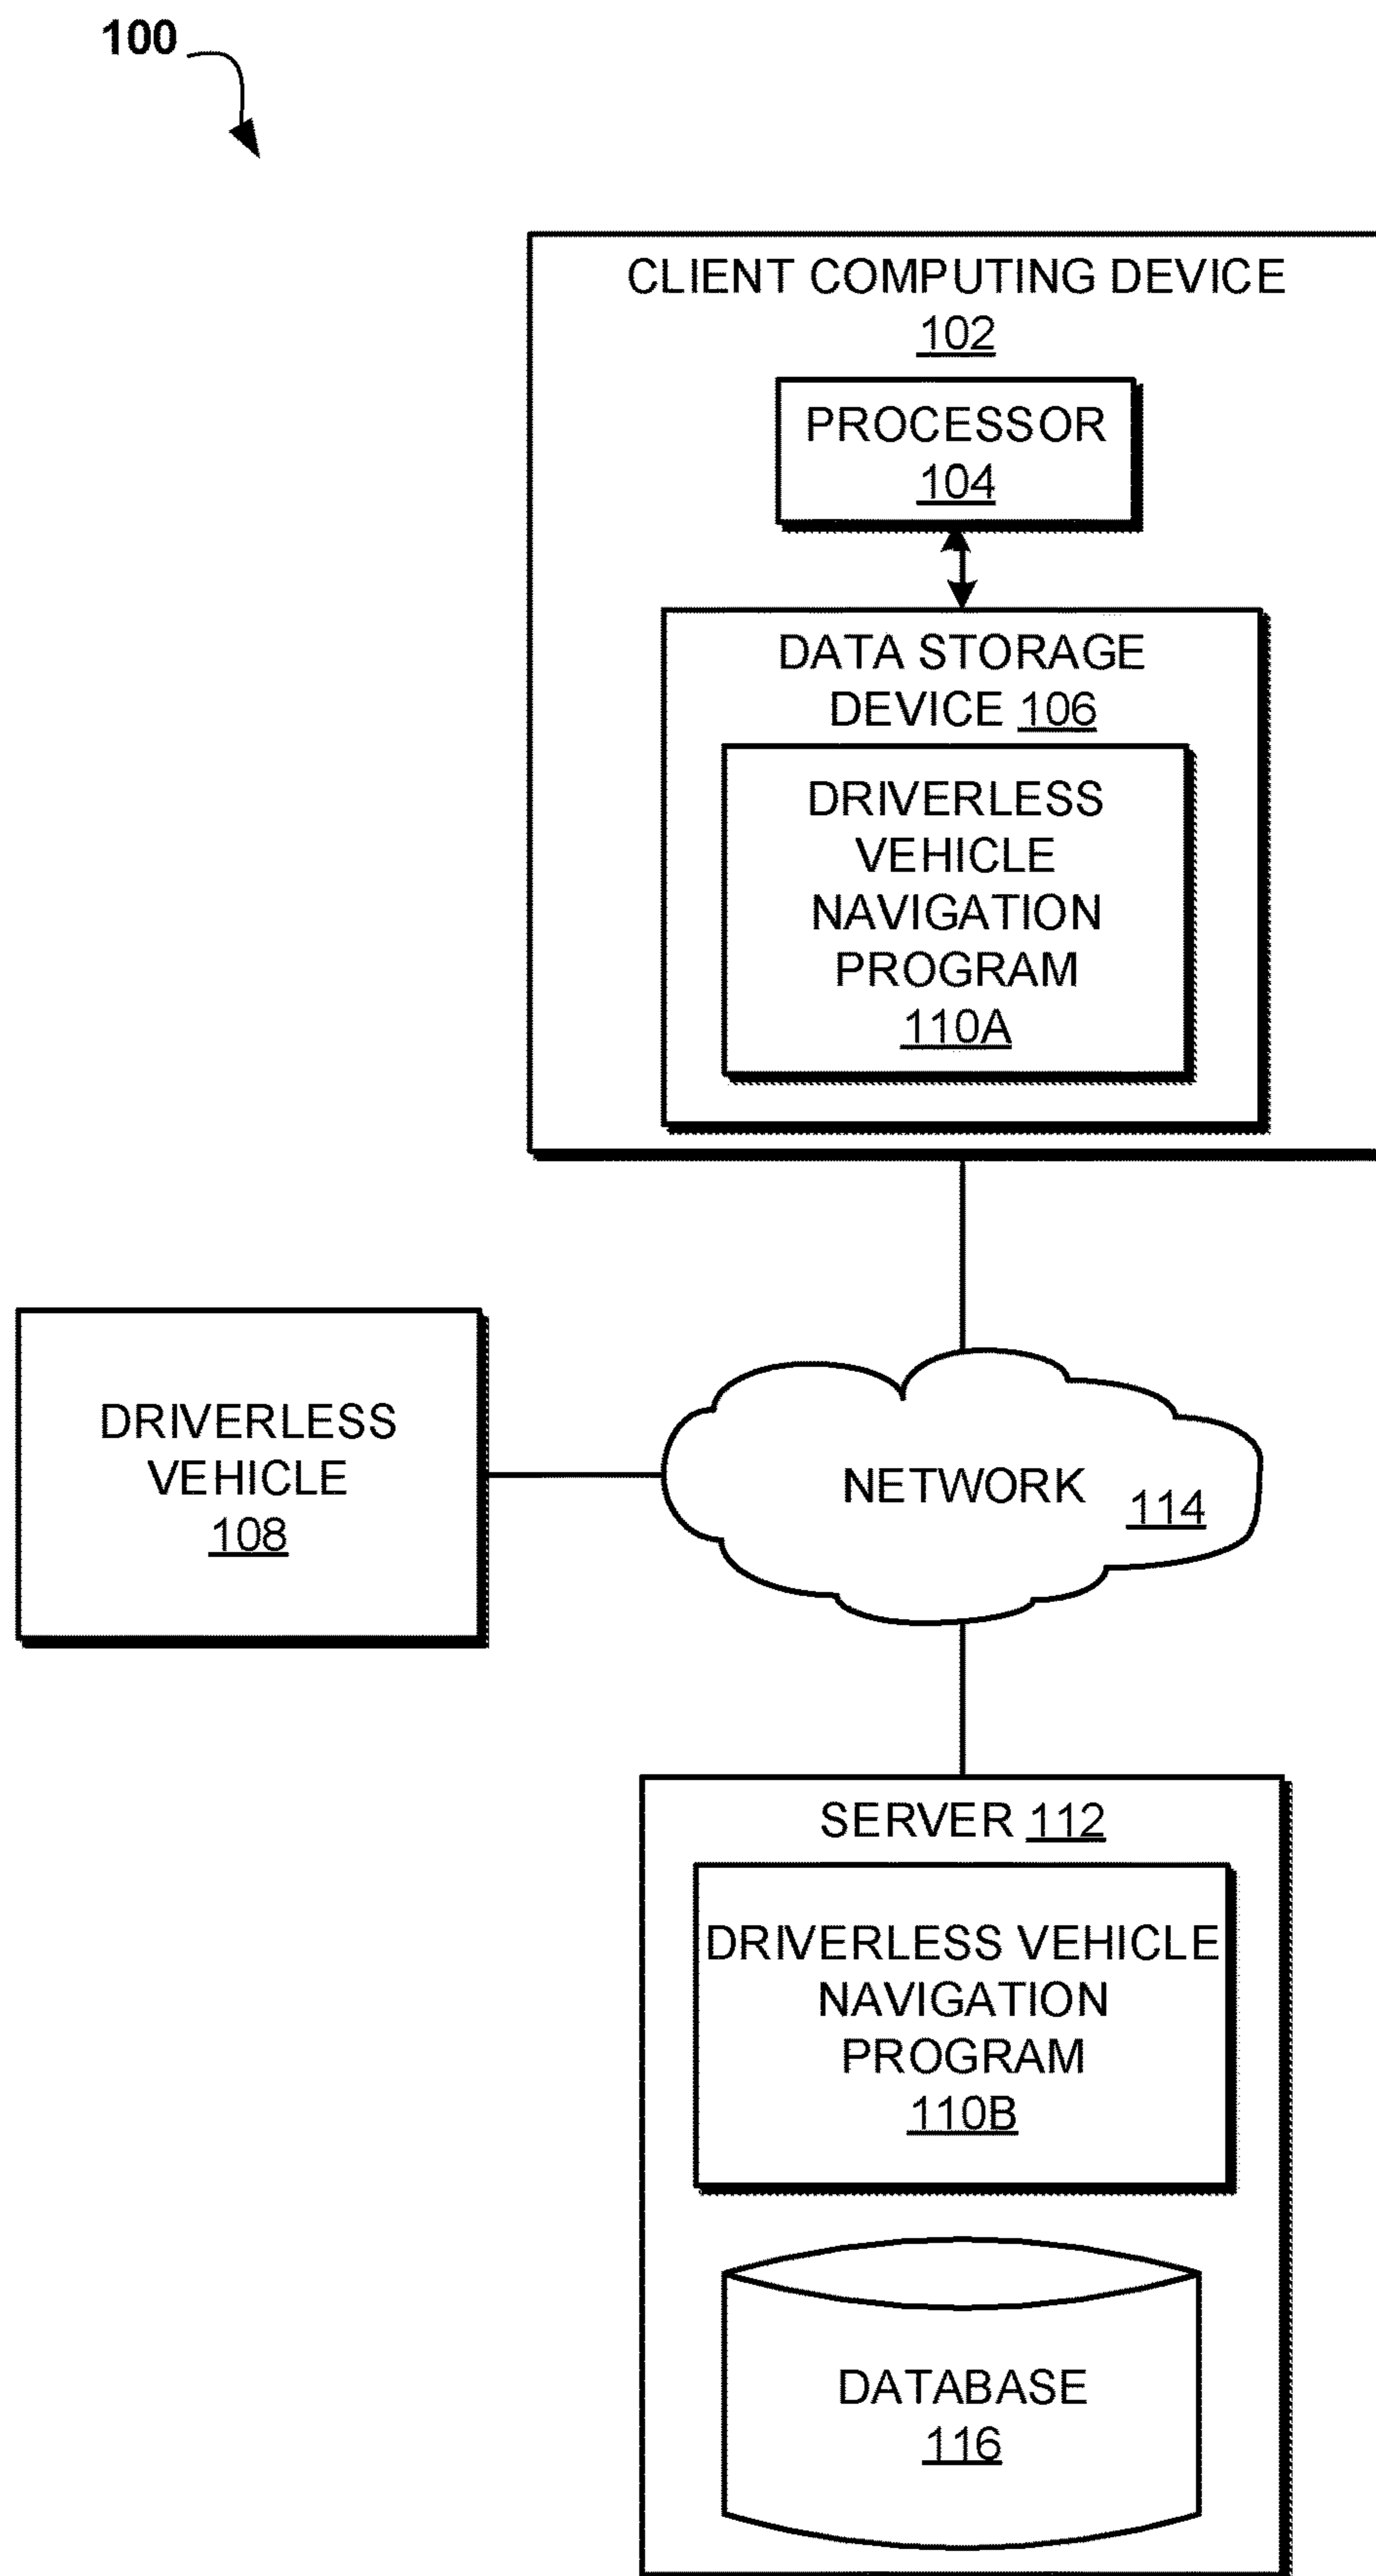 100
CLIENT COMPUTING DEVICE
102
PROCESSOR
104
DATA STORAGE
DEVICE 106
DRIVERLESS
VEHICLE
NAVIGATION
PROGRAM
110A
DRIVERLESS
VEHICLE
108
NETWORK 114
SERVER 112
DRIVERLESS VEHICLE
NAVIGATION
PROGRAM
110B
DATABASE
116